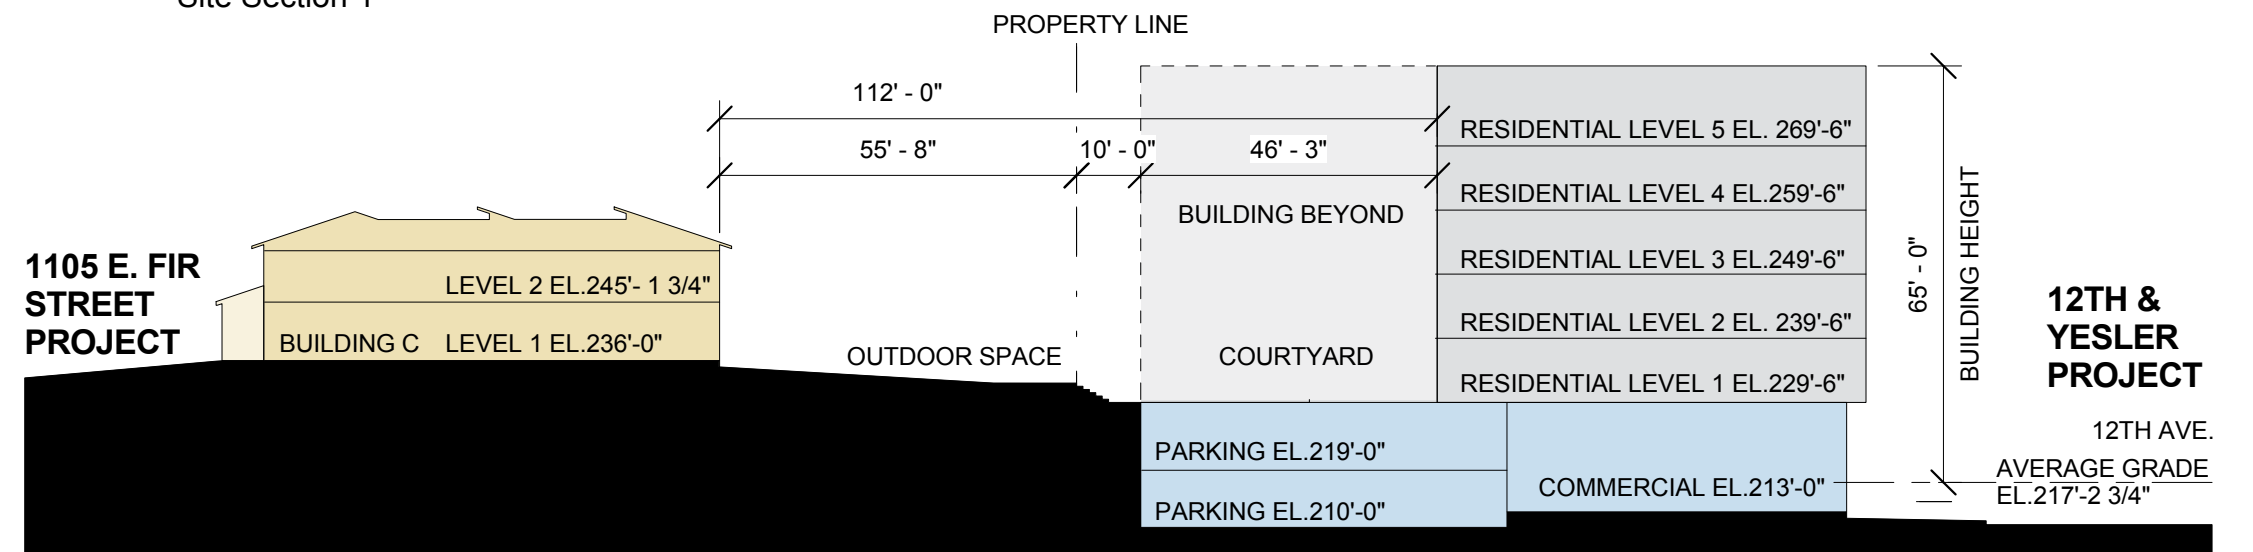 Site Section 1
PROPERTY LINE
112' - 0"
55' - 8"
10' - 0"
46' - 3"
RESIDENTIAL LEVEL 5 EL. 269'-6"
RESIDENTIAL LEVEL 4 EL.259'-6"
BUILDING BEYOND
RESIDENTIAL LEVEL 3 EL.249'-6"
RESIDENTIAL LEVEL 2 EL. 239'-6"
RESIDENTIAL LEVEL 1 EL.229'-6"
65' - 0"
BUILDING HEIGHT
1105 E. FIR
STREET
PROJECT
LEVEL 2 EL.245'- 1 3/4"
BUILDING C LEVEL 1 EL.236'-0"
OUTDOOR SPACE
COURTYARD
12TH &
YESLER
PROJECT
PARKING EL.219'-0"
PARKING EL.210'-0"
COMMERCIAL EL.213'-0"
12TH AVE.
AVERAGE GRADE
EL.217'-2 3/4"